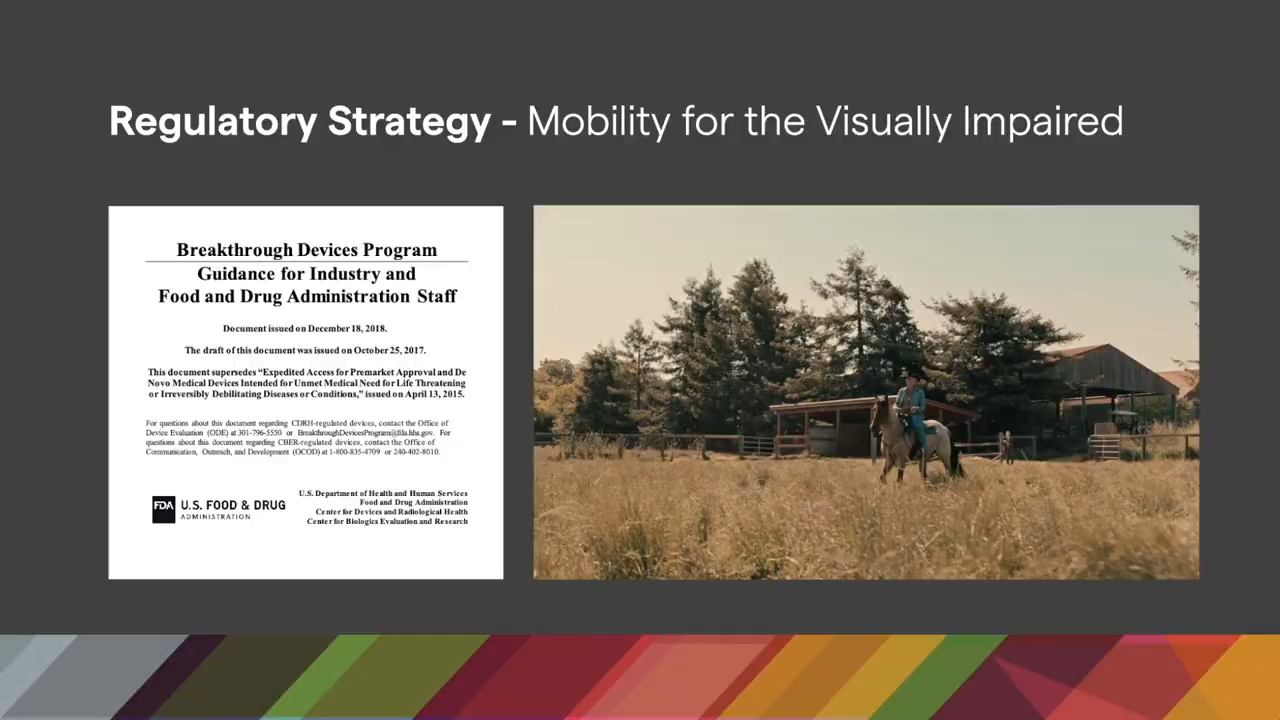 Regulatory Strategy - Mobility for the Visually Impaired
Breakthrough Devices Program
Guidance for Industry and
Food and Drug Administration Staff
Document issued on December 18, 2018.
The draft of this document was issued on October 25, 2017.
This document supersedes “Expedited Access for Premarket Approval and De
Novo Medical Devices Intended for Unmet Medical Need for Life Threatening
or Irreversibly Debilitating Diseases or Conditions,” issued on April 13, 2015.
For questions about this document regarding CDRH-regulated devices, contact the Office of
Device Evaluation (ODE) at 301-796-5550 or BreakthroughDevicesProgram@fda.hhs.gov. For
questions about this document regarding CBER-regulated devices, contact the Office of
Communication, Outreach, and Development (OCOD) at 1-800-835-4709 or 240-402-8010.
FDA U.S. FOOD & DRUG
ADMINISTRATION
U.S. Department of Health and Human Services
Food and Drug Administration
Center for Devices and Radiological Health
Center for Biologics Evaluation and Research